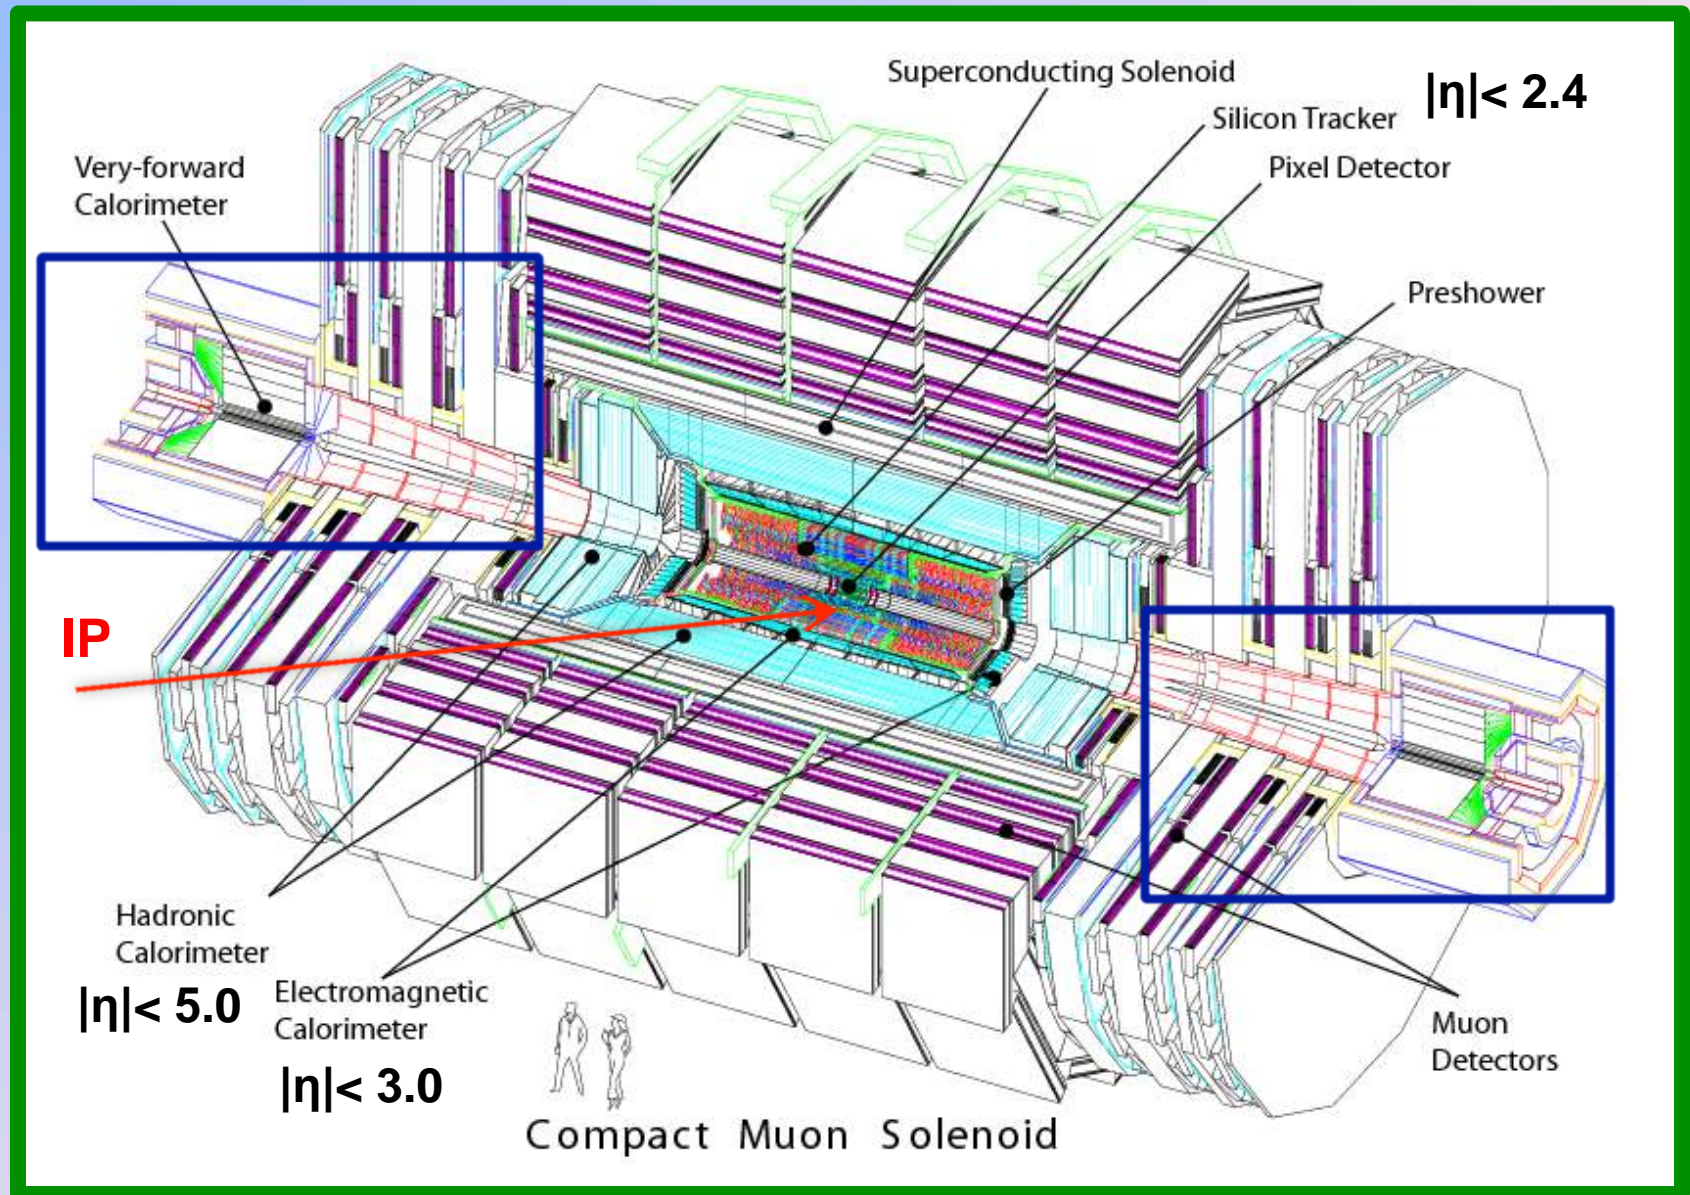 Superconducting Solenoid
|η|< 2.4
Silicon Tracker
Pixel Detector
Very-forward
Calorimeter
Preshower
IP
Hadronic
Calorimeter
|η|< 5.0
Electromagnetic
Calorimeter
|η|< 3.0
Muon
Detectors
Compact Muon Solenoid